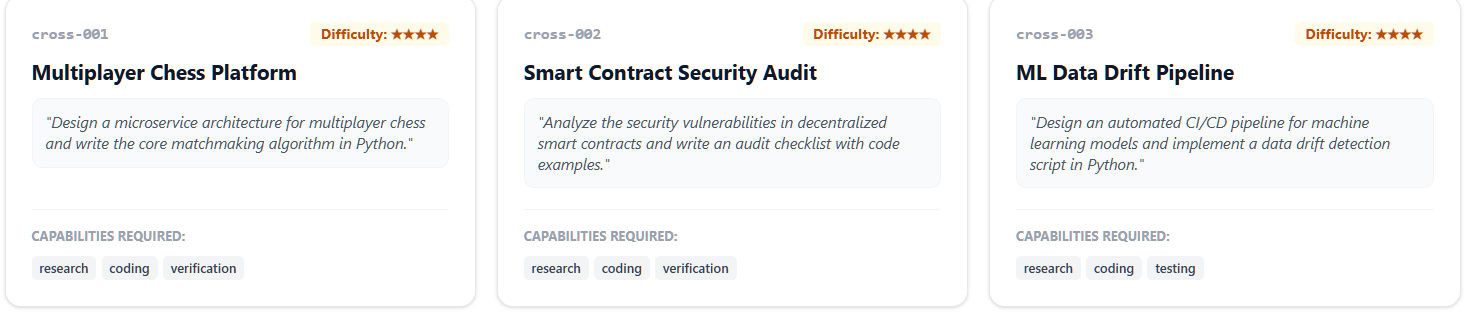 cross-001
Difficulty: ★★★★
Multiplayer Chess Platform
"Design a microservice architecture for multiplayer chess
and write the core matchmaking algorithm in Python."
CAPABILITIES REQUIRED:
research
coding
verification
cross-002
Difficulty: ★★★★
Smart Contract Security Audit
"Analyze the security vulnerabilities in decentralized
smart contracts and write an audit checklist with code
examples."
CAPABILITIES REQUIRED:
research
coding
verification
cross-003
Difficulty: ★★★★
ML Data Drift Pipeline
"Design an automated CI/CD pipeline for machine
learning models and implement a data drift detection
script in Python."
CAPABILITIES REQUIRED:
research
coding
testing